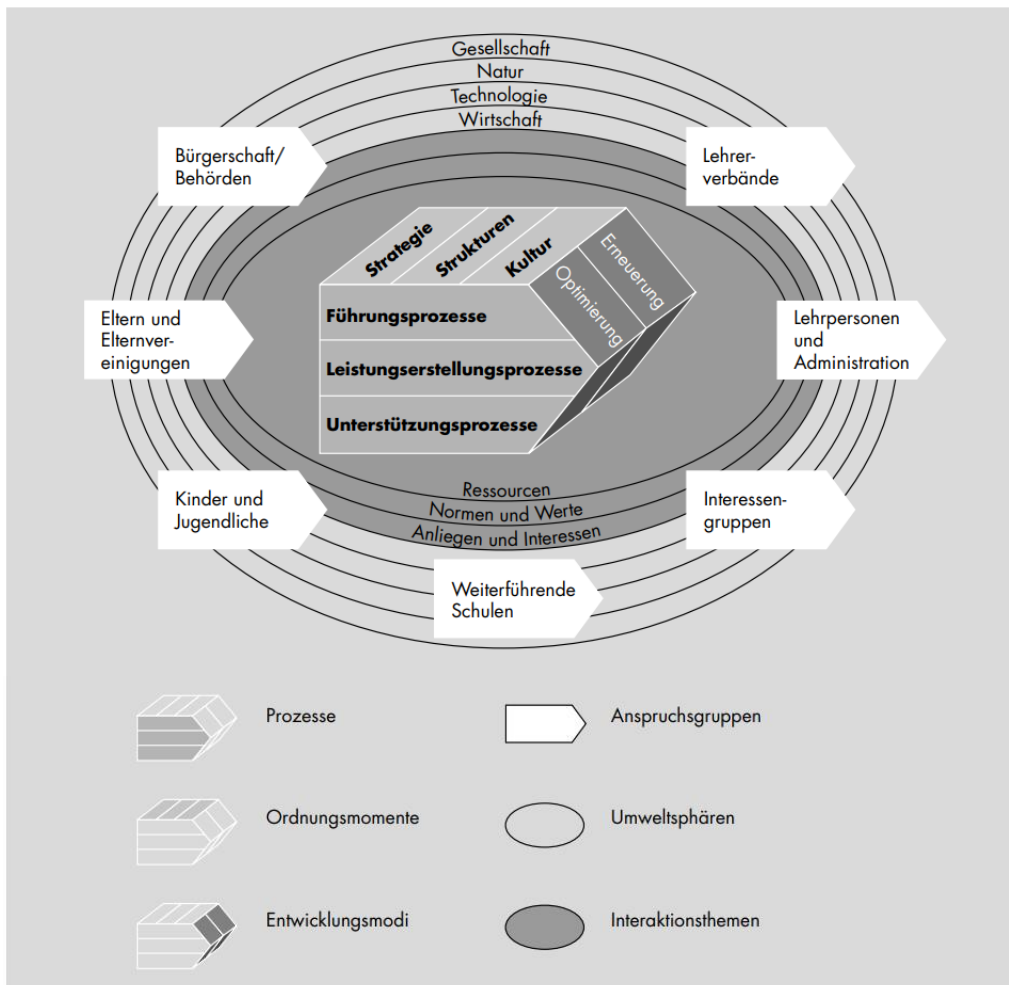 Gesellschaft
Natur
Technologie
Wirtschaft
Bürgerschaft/
Behörden
Lehrer-
verbände
Strategie
Strukturen
Kultur
Erneuerung
Optimierung
Führungsprozesse
Leistungserstellungsprozesse
Unterstützungsprozesse
Eltern und
Elternver-
einigungen
Lehrpersonen
und
Administration
Kinder und
Jugendliche
Ressourcen
Normen und Werte
Anliegen und Interessen
Interessen-
gruppen
Weiterführende
Schulen
Prozesse
Anspruchsgruppen
Ordnungsmomente
Umweltsphären
Entwicklungsmodi
Interaktionsthemen